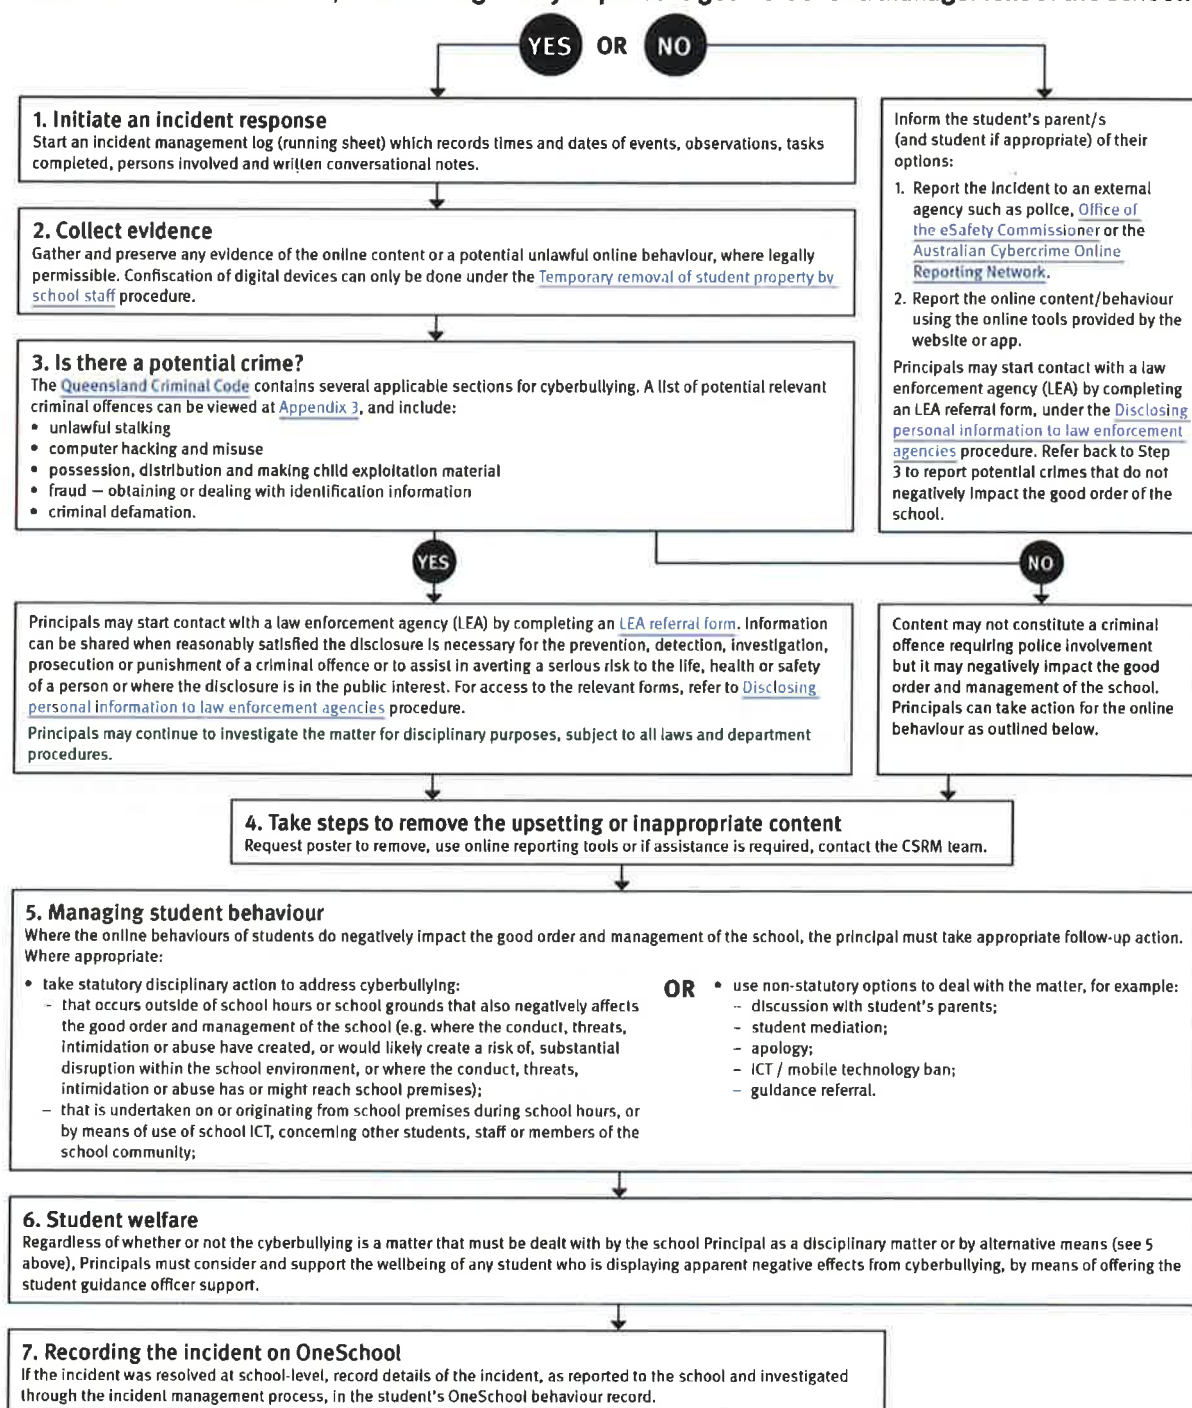 YES OR NO
1. Initiate an incident response
Start an incident management log (running sheet) which records times and dates of events, observations, tasks
completed, persons involved and written conversational notes.
2. Collect evidence
Gather and preserve any evidence of the online content or a potential unlawful online behaviour, where legally
permissible. Confiscation of digital devices can only be done under the Temporary removal of student property by
school staff procedure.
3. Is there a potential crime?
The Queensland Criminal Code contains several applicable sections for cyberbullying. A list of potential relevant
criminal offences can be viewed at Appendix 3, and include:
• unlawful stalking
• computer hacking and misuse
• possession, distribution and making child exploitation material
• fraud – obtaining or dealing with identification information
• criminal defamation.
Inform the student's parent/s
(and student if appropriate) of their
options:
1. Report the incident to an external
agency such as police, Office of
the eSafety Commissioner or the
Australian Cybercrime Online
Reporting Network.
2. Report the online content/behaviour
using the online tools provided by the
website or app.
Principals may start contact with a law
enforcement agency (LEA) by completing
an LEA referral form, under the Disclosing
personal information to law enforcement
agencies procedure. Refer back to Step
3 to report potential crimes that do not
negatively impact the good order of the
school.
YES
NO
Principals may start contact with a law enforcement agency (LEA) by completing an LEA referral form. Information
can be shared when reasonably satisfied the disclosure is necessary for the prevention, detection, investigation,
prosecution or punishment of a criminal offence or to assist in averting a serious risk to the life, health or safety
of a person or where the disclosure is in the public interest. For access to the relevant forms, refer to Disclosing
personal information to law enforcement agencies procedure.
Principals may continue to investigate the matter for disciplinary purposes, subject to all laws and department
procedures.
Content may not constitute a criminal
offence requiring police involvement
but it may negatively impact the good
order and management of the school.
Principals can take action for the online
behaviour as outlined below.
4. Take steps to remove the upsetting or inappropriate content
Request poster to remove, use online reporting tools or if assistance is required, contact the CSRM team.
5. Managing student behaviour
Where the online behaviours of students do negatively impact the good order and management of the school, the principal must take appropriate follow-up action.
Where appropriate:
• take statutory disciplinary action to address cyberbullying:
– that occurs outside of school hours or school grounds that also negatively affects
the good order and management of the school (e.g. where the conduct, threats,
intimidation or abuse have created, or would likely create a risk of, substantial
disruption within the school environment, or where the conduct, threats,
intimidation or abuse has or might reach school premises);
– that is undertaken on or originating from school premises during school hours, or
by means of use of school ICT, concerning other students, staff or members of the
school community;
OR
• use non-statutory options to deal with the matter, for example:
– discussion with student's parents;
– student mediation;
– apology;
– ICT / mobile technology ban;
– guidance referral.
6. Student welfare
Regardless of whether or not the cyberbullying is a matter that must be dealt with by the school Principal as a disciplinary matter or by alternative means (see 5
above), Principals must consider and support the wellbeing of any student who is displaying apparent negative effects from cyberbullying, by means of offering the
student guidance officer support.
7. Recording the incident on OneSchool
If the incident was resolved at school-level, record details of the incident, as reported to the school and investigated
through the incident management process, in the student's OneSchool behaviour record.